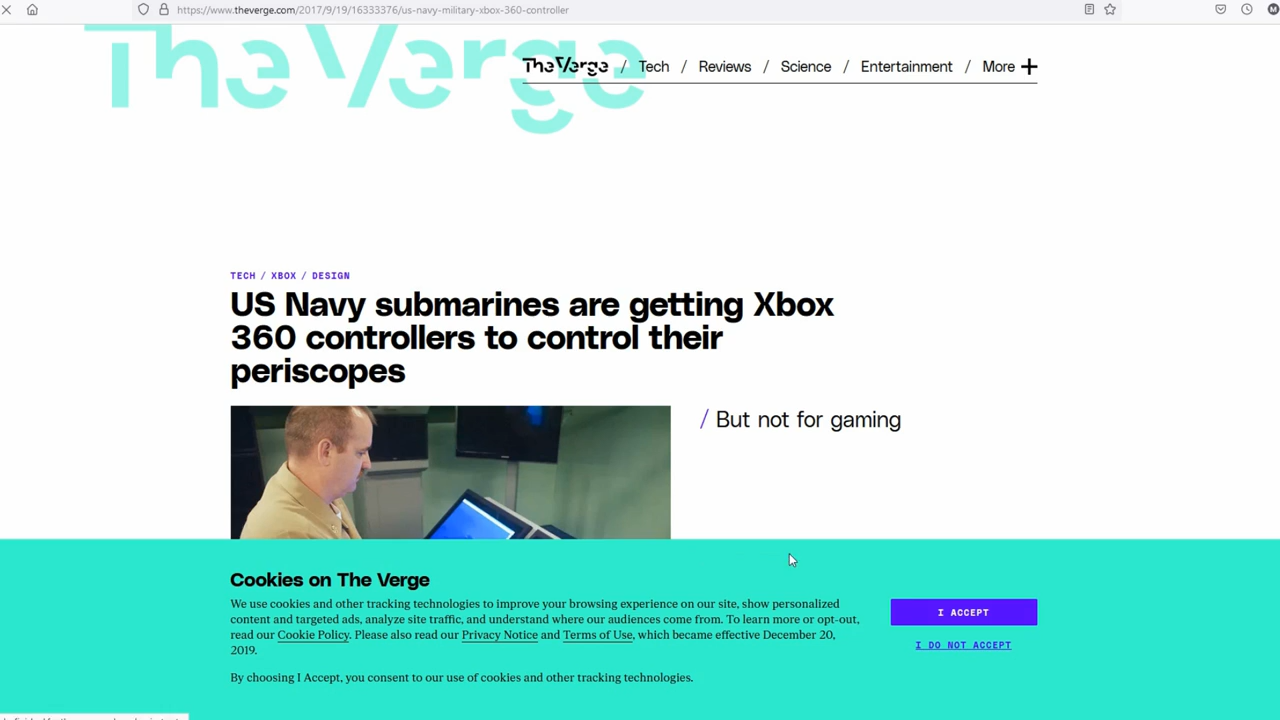 https://www.theverge.com/2017/9/19/16333376/us-navy-military-xbox-360-controller
The Verge
The Verge / Tech / Reviews / Science / Entertainment / More +
TECH / XBOX / DESIGN
US Navy submarines are getting Xbox
360 controllers to control their
periscopes
/ But not for gaming
Cookies on The Verge
We use cookies and other tracking technologies to improve your browsing experience on our site, show personalized
content and targeted ads, analyze site traffic, and understand where our audiences come from. To learn more or opt-out,
read our Cookie Policy. Please also read our Privacy Notice and Terms of Use, which became effective December 20,
2019.
By choosing I Accept, you consent to our use of cookies and other tracking technologies.
I ACCEPT
I DO NOT ACCEPT